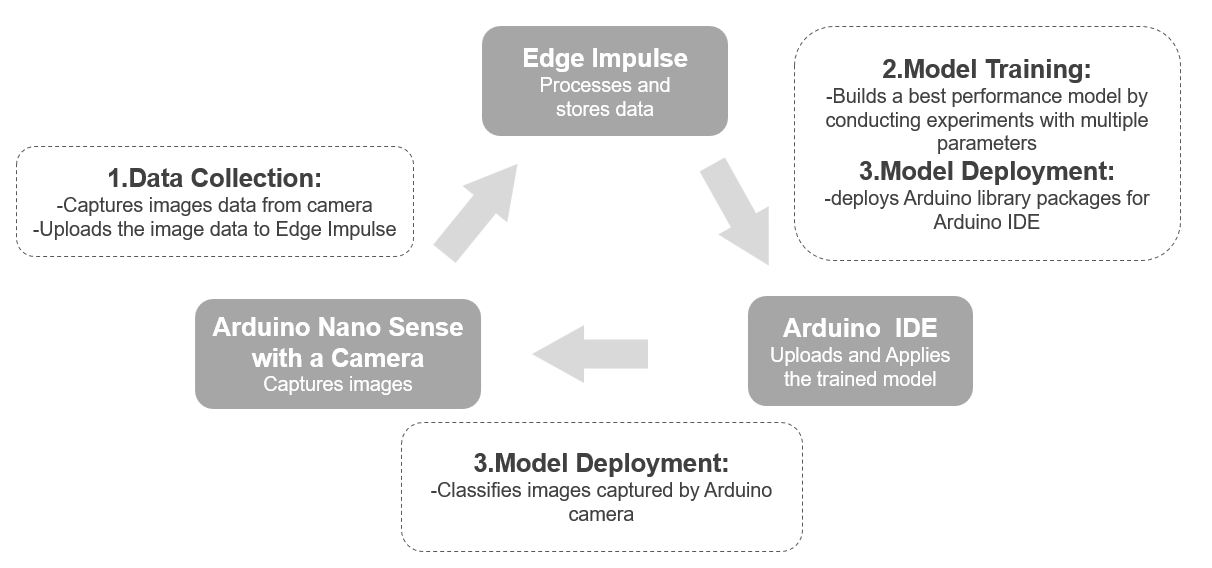 Edge Impulse
Processes and
stores data
2.Model Training:
-Builds a best performance model by
conducting experiments with multiple
parameters
3.Model Deployment:
-deploys Arduino library packages for
Arduino IDE
1.Data Collection:
-Captures images data from camera
-Uploads the image data to Edge Impulse
Arduino Nano Sense
with a Camera
Captures images
Arduino  IDE
Uploads and Applies
the trained model
3.Model Deployment:
-Classifies images captured by Arduino
camera